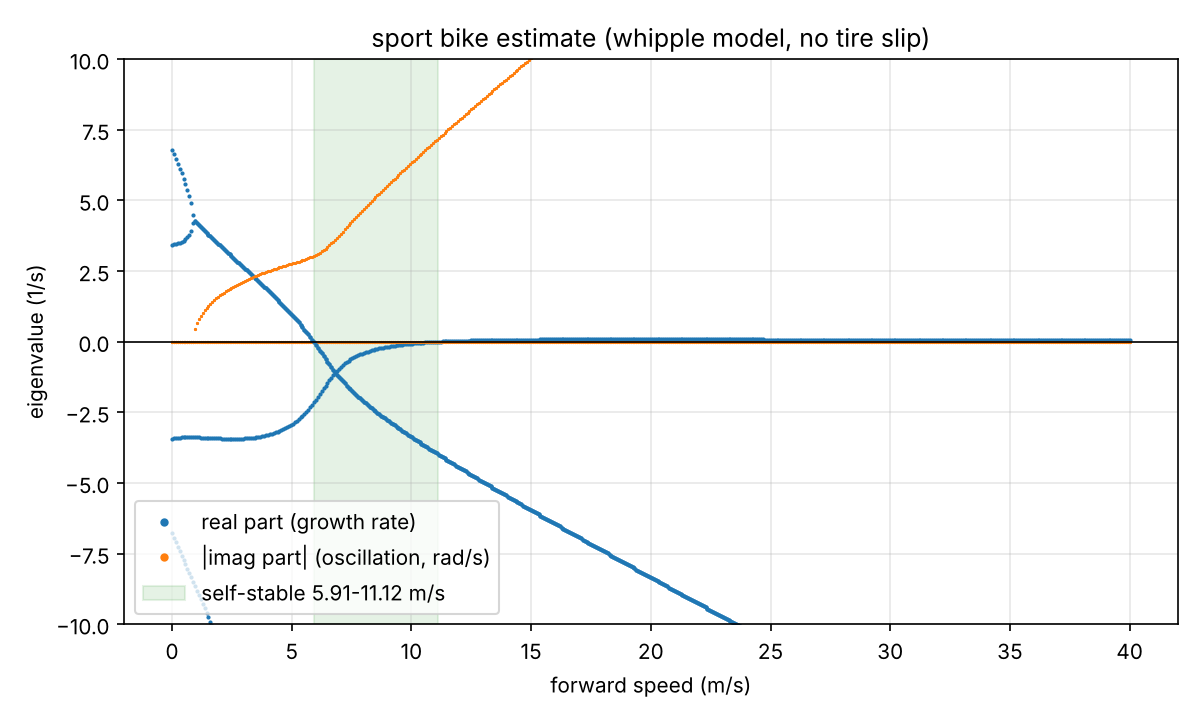 sport bike estimate (whipple model, no tire slip)
10.0
7.5
5.0
2.5
0.0
−2.5
−5.0
−7.5
−10.0
eigenvalue (1/s)
real part (growth rate)
|imag part| (oscillation, rad/s)
self-stable 5.91-11.12 m/s
0 5 10 15 20 25 30 35 40
forward speed (m/s)